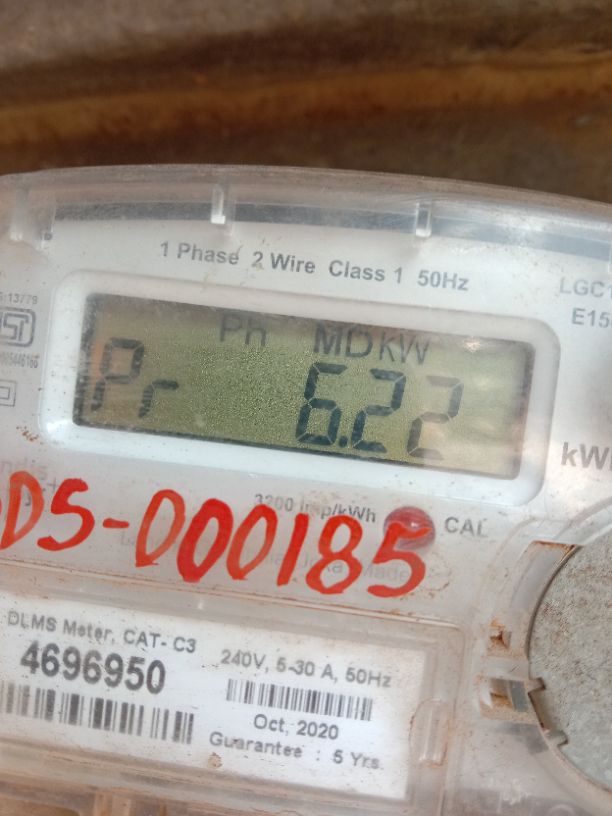 1 Phase 2 Wire Class 1 50Hz
Ph MD kW
Pr 6.22
3200 imp/kWh
CAL
DS-000185
DLMS Meter, CAT- C3
4696950
240V, 5-30 A, 50Hz
Oct, 2020
Guarantee : 5 Yrs.